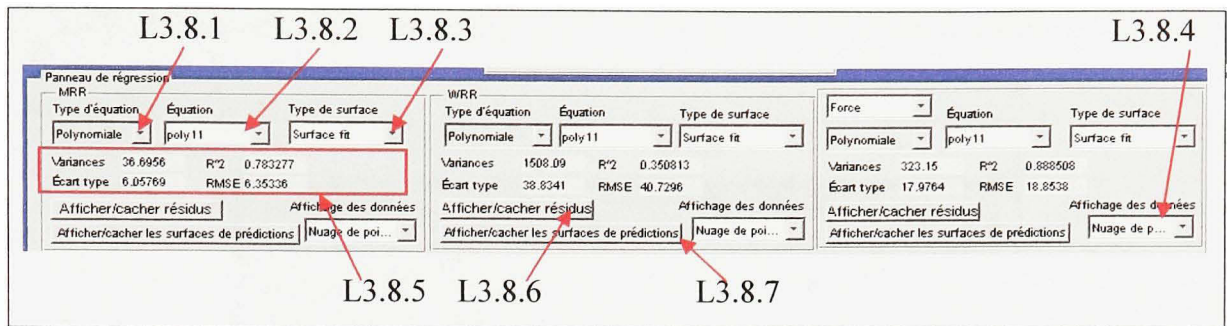 L3.8.1 L3.8.2 L3.8.3 L3.8.4
Panneau de régression
MRR
Type d'équation Équation Type de surface
Polynomiale poly11 Surface fit
Variances 36.6956 R^2 0.783277
Écart type 6.05769 RMSE 6.35336
Afficher/cacher résidus Affichage des données
Afficher/cacher les surfaces de prédictions Nuage de poi...
WRR
Type d'équation Équation Type de surface
Polynomiale poly11 Surface fit
Variances 1508.09 R^2 0.350813
Écart type 38.8341 RMSE 40.7296
Afficher/cacher résidus Affichage des données
Afficher/cacher les surfaces de prédictions Nuage de poi...
Force Équation Type de surface
Polynomiale poly11 Surface fit
Variances 323.15 R^2 0.888508
Écart type 17.9764 RMSE 18.8538
Afficher/cacher résidus Affichage des données
Afficher/cacher les surfaces de prédictions Nuage de p...
L3.8.5 L3.8.6 L3.8.7